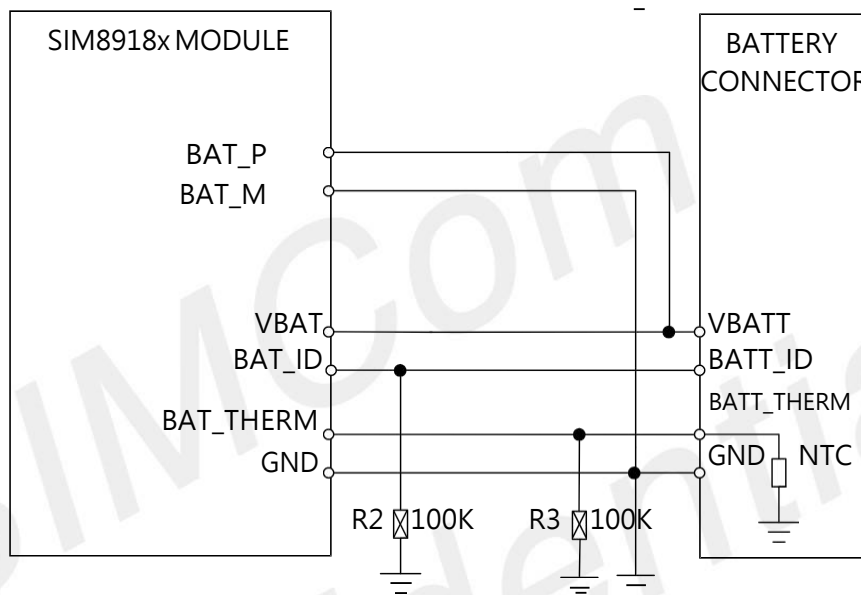 SIM8918x MODULE
BATTERY
CONNECTOR
BAT_P
BAT_M
VBAT
VBATT
BAT_ID
BATT_ID
BAT_THERM
BATT_THERM
GND
GND
NTC
R2
100K
R3
100K
SIMCom